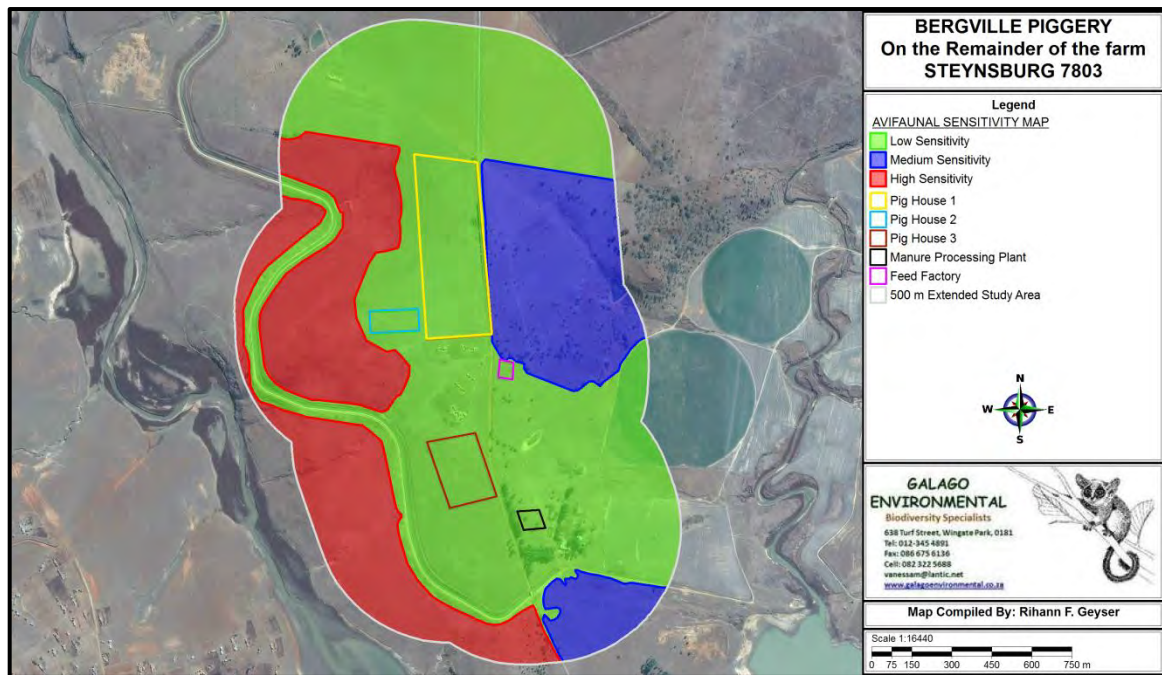 BERGVILLE PIGGERY
On the Remainder of the farm
STEYNSBURG 7803
Legend
AVIFAUNAL SENSITIVITY MAP
Low Sensitivity
Medium Sensitivity
High Sensitivity
Pig House 1
Pig House 2
Pig House 3
Manure Processing Plant
Feed Factory
500 m Extended Study Area
N
W E
S
GALAGO
ENVIRONMENTAL
Biodiversity Specialists
638 Turf Street, Wingate Park, 0181
Tel: 012-345 4891
Fax: 086 675 6136
Cell: 082 322 5688
vanessam@lantic.net
www.galagoenvironmental.co.za
Map Compiled By: Rihann F. Geyser
Scale 1:16440
0 75 150 300 450 600 750 m